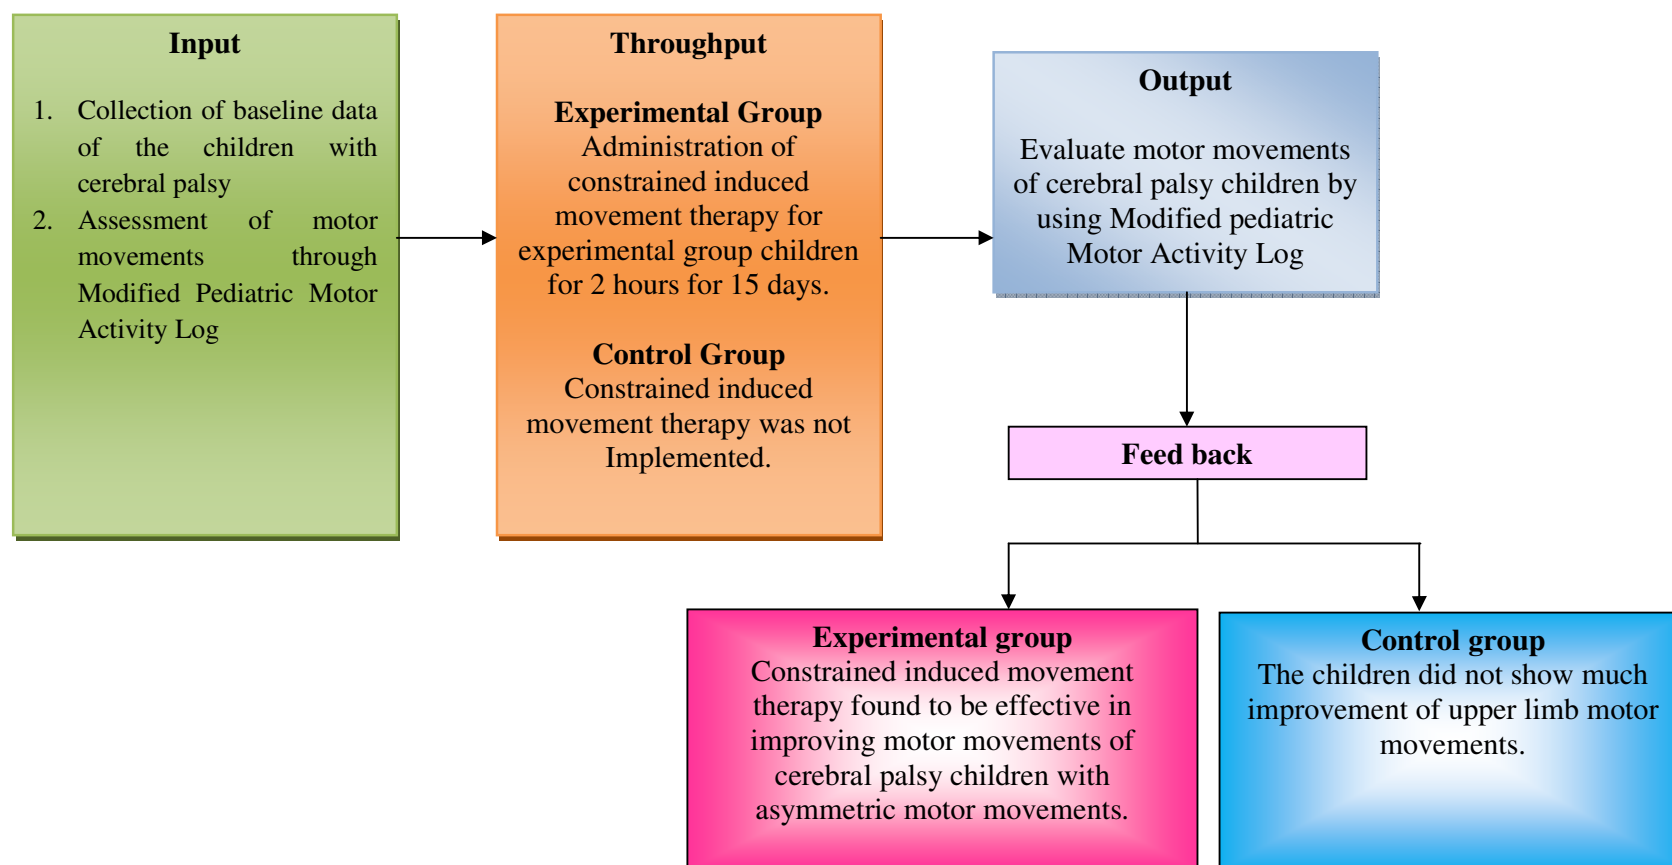 Input
1. Collection of baseline data
of the children with
cerebral palsy
2. Assessment of motor
movements through
Modified Pediatric Motor
Activity Log
Throughput
Experimental Group
Administration of
constrained induced
movement therapy for
experimental group children
for 2 hours for 15 days.
Control Group
Constrained induced
movement therapy was not
Implemented.
Output
Evaluate motor movements
of cerebral palsy children by
using Modified pediatric
Motor Activity Log
Feed back
Experimental group
Constrained induced movement
therapy found to be effective in
improving motor movements of
cerebral palsy children with
asymmetric motor movements.
Control group
The children did not show much
improvement of upper limb motor
movements.